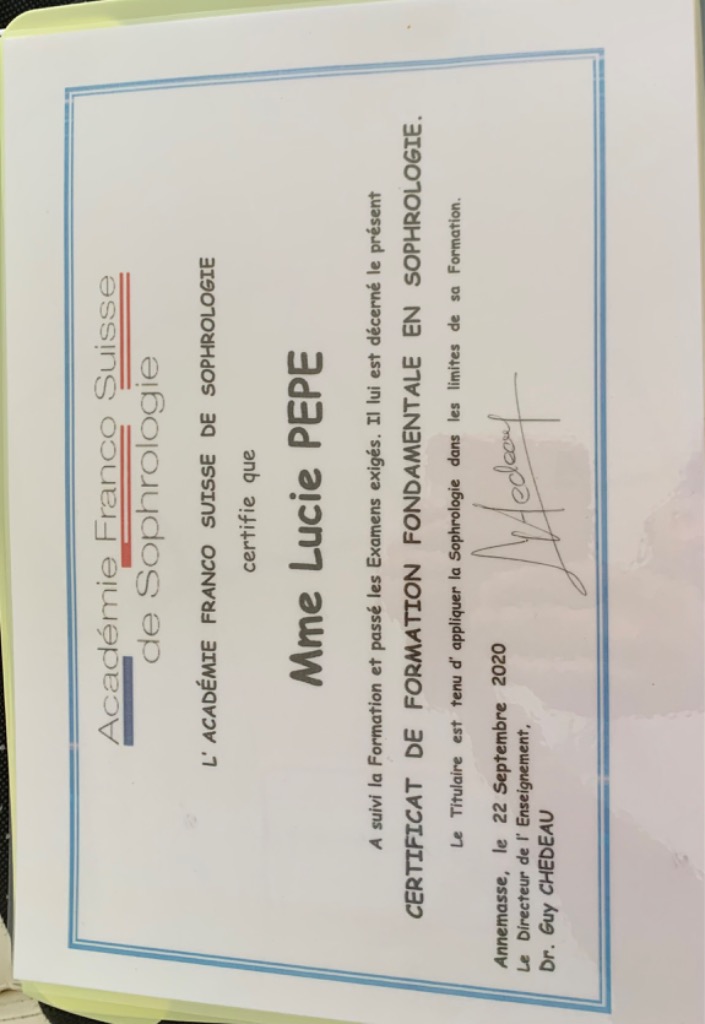 Académie Franco Suisse
de Sophrologie
L' ACADÉMIE FRANCO SUISSE DE SOPHROLOGIE
certifie que
Mme Lucie PEPE
A suivi la Formation et passé les Examens exigés. Il lui est décerné le présent
CERTIFICAT DE FORMATION FONDAMENTALE EN SOPHROLOGIE.
Le Titulaire est tenu d' appliquer la Sophrologie dans les limites de sa Formation.
Annemasse, le 22 Septembre 2020
Le Directeur de l' Enseignement,
Dr. Guy CHEDEAU